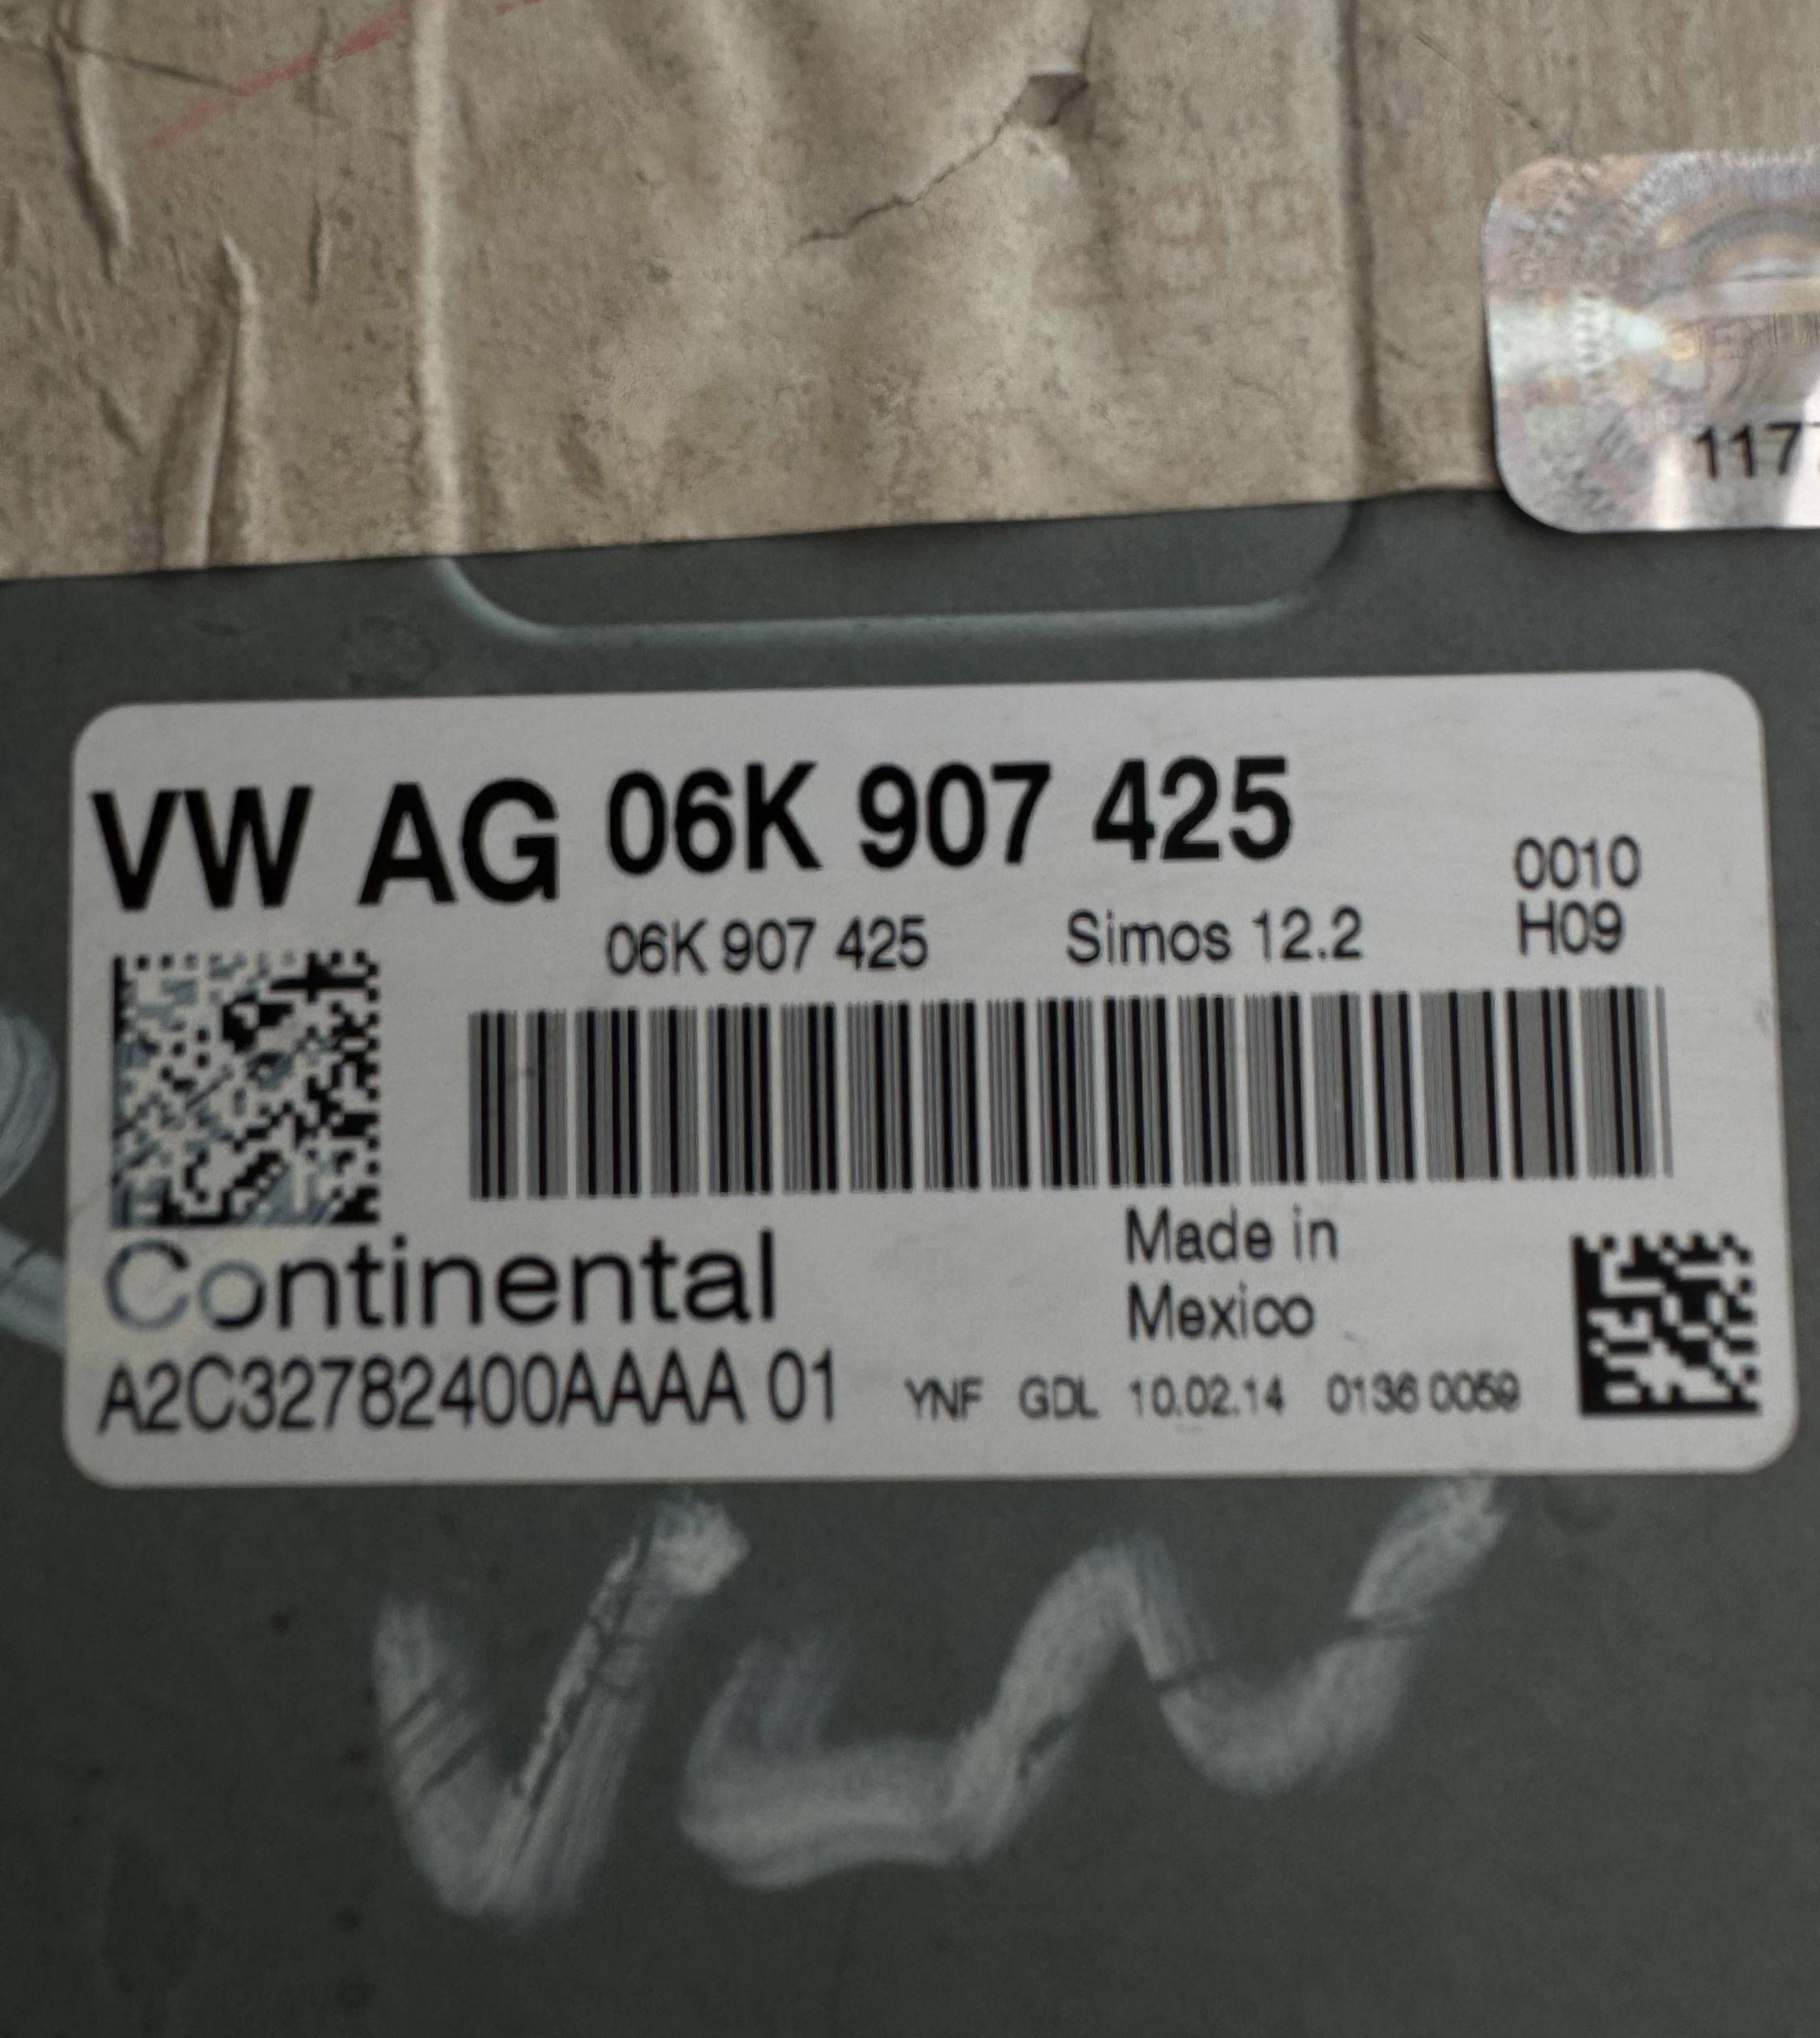 117
VW AG 06K 907 425
0010
06K 907 425 Simos 12.2 H09
Continental
Made in
Mexico
A2C32782400AAAA 01 YNF GDL 10.02.14 0136 0059